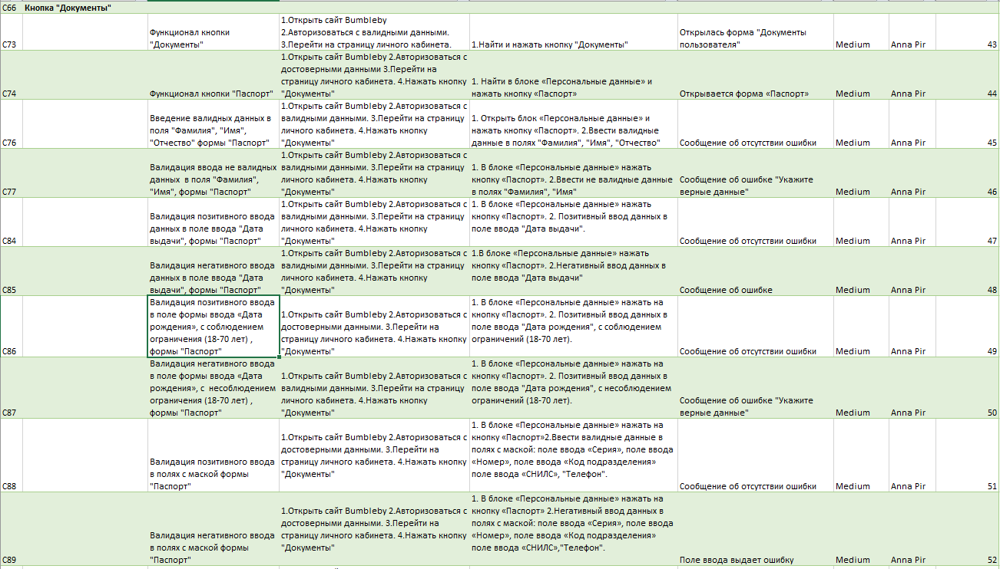 C66 Кнопка "Документы"
C73
Функционал кнопки
"Документы"
1.Открыть сайт Bumbleby
2.Авторизоваться с валидными данными.
3.Перейти на страницу личного кабинета.
1.Найти и нажать кнопку "Документы"
Открылась форма "Документы
пользователя"
Medium
Anna Pir
43
C74
Функционал кнопки "Паспорт"
1.Открыть сайт Bumbleby 2.Авторизоваться с
достоверными данными 3.Перейти на
страницу личного кабинета. 4.Нажать кнопку
"Документы"
1. Найти в блоке «Персональные данные» и
нажать кнопку «Паспорт»
Открывается форма «Паспорт»
Medium
Anna Pir
44
C76
Введение валидных данных в
поля "Фамилия", "Имя",
"Отчество" формы "Паспорт"
1.Открыть сайт Bumbleby 2.Авторизоваться с
валидными данными. 3.Перейти на страницу
личного кабинета. 4.Нажать кнопку
"Документы"
1. Открыть блок «Персональные данные» и
нажать кнопку «Паспорт». 2.Ввести валидные
данные в полях "Фамилия", "Имя", "Отчество"
Сообщение об отсутствии ошибки
Medium
Anna Pir
45
C77
Валидация ввода не валидных
данных  в поля "Фамилия",
"Имя", формы "Паспорт"
1.Открыть сайт Bumbleby 2.Авторизоваться с
валидными данными. 3.Перейти на страницу
личного кабинета. 4.Нажать кнопку
"Документы"
1. В блоке «Персональные данные» нажать
кнопку «Паспорт». 2.Ввести не валидные данные
в полях "Фамилия", "Имя"
Сообщение об ошибке "Укажите
верные данные"
Medium
Anna Pir
46
C84
Валидация позитивного ввода
данных в поле ввода "Дата
выдачи", формы "Паспорт"
1.Открыть сайт Bumbleby 2.Авторизоваться с
валидными данными. 3.Перейти на страницу
личного кабинета. 4.Нажать кнопку
"Документы"
1. В блоке «Персональные данные» нажать
кнопку «Паспорт». 2. Позитивный ввод данных в
поле ввода "Дата выдачи".
Сообщение об отсутствии ошибки
Medium
Anna Pir
47
C85
Валидация негативного ввода
данных в поле ввода "Дата
выдачи", формы "Паспорт"
1.Открыть сайт Bumbleby 2.Авторизоваться с
валидными данными. 3.Перейти на страницу
личного кабинета. 4.Нажать кнопку
"Документы"
1.В блоке «Персональные данные» нажать
кнопку «Паспорт». 2.Негативный ввод данных в
поле ввода "Дата выдачи"
Сообщение об ошибке
Medium
Anna Pir
48
C86
Валидация позитивного ввода
в поле формы ввода «Дата
рождения», с соблюдением
ограничения (18-70 лет) ,
формы "Паспорт"
1.Открыть сайт Bumbleby 2.Авторизоваться с
достоверными данными. 3.Перейти на
страницу личного кабинета. 4.Нажать кнопку
"Документы"
1. В блоке «Персональные данные» нажать на
кнопку «Паспорт». 2. Позитивный ввод данных в
поле ввода "Дата рождения", с соблюдением
ограничений (18-70 лет).
Сообщение об отсутствии ошибки
Medium
Anna Pir
49
C87
Валидация негативного ввода
в поле формы ввода «Дата
рождения», с  несоблюдением
ограничения (18-70 лет) ,
формы "Паспорт"
1.Открыть сайт Bumbleby 2.Авторизоваться с
валидными данными. 3.Перейти на страницу
личного кабинета. 4.Нажать кнопку
"Документы"
1. В блоке «Персональные данные» нажать на
кнопку «Паспорт». 2. Позитивный ввод данных в
поле ввода "Дата рождения", с несоблюдением
ограничений (18-70 лет).
Сообщение об ошибке "Укажите
верные данные"
Medium
Anna Pir
50
C88
Валидация позитивного ввода
в полях с маской формы
"Паспорт"
1.Открыть сайт Bumbleby 2.Авторизоваться с
достоверными данными. 3.Перейти на
страницу личного кабинета. 4.Нажать кнопку
"Документы"
1. В блоке «Персональные данные» нажать на
кнопку «Паспорт»2.Ввести валидные данные в
полях с маской: поле ввода «Серия», поле ввода
«Номер», поле ввода «Код подразделения»
поле ввода «СНИЛС», "Телефон".
Сообщение об отсутствии ошибки
Medium
Anna Pir
51
C89
Валидация негативного ввода
в полях с маской формы
"Паспорт"
1.Открыть сайт Bumbleby 2.Авторизоваться с
достоверными данными. 3.Перейти на
страницу личного кабинета. 4.Нажать кнопку
"Документы"
1. В блоке «Персональные данные» нажать на
кнопку «Паспорт» 2.Негативный ввод данных в
полях с маской: поле ввода «Серия», поле ввода
«Номер», поле ввода «Код подразделения»
поле ввода «СНИЛС»,"Телефон".
Поле ввода выдает ошибку
Medium
Anna Pir
52